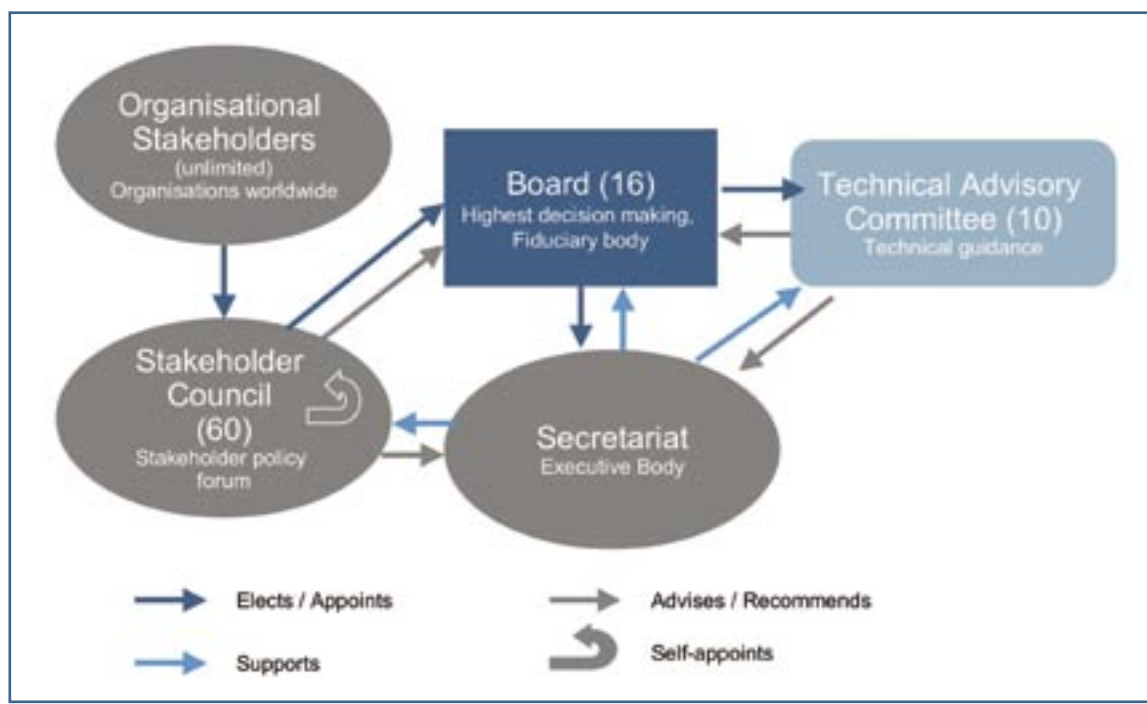 Organisational
Stakeholders
(unlimited)
Organisations worldwide
Board (16)
Highest decision making,
Fiduciary body
Technical Advisory
Committee (10)
Technical guidance
Stakeholder
Council
(60)
Stakeholder policy
forum
Secretariat
Executive Body
Elects / Appoints
Advises / Recommends
Supports
Self-appoints